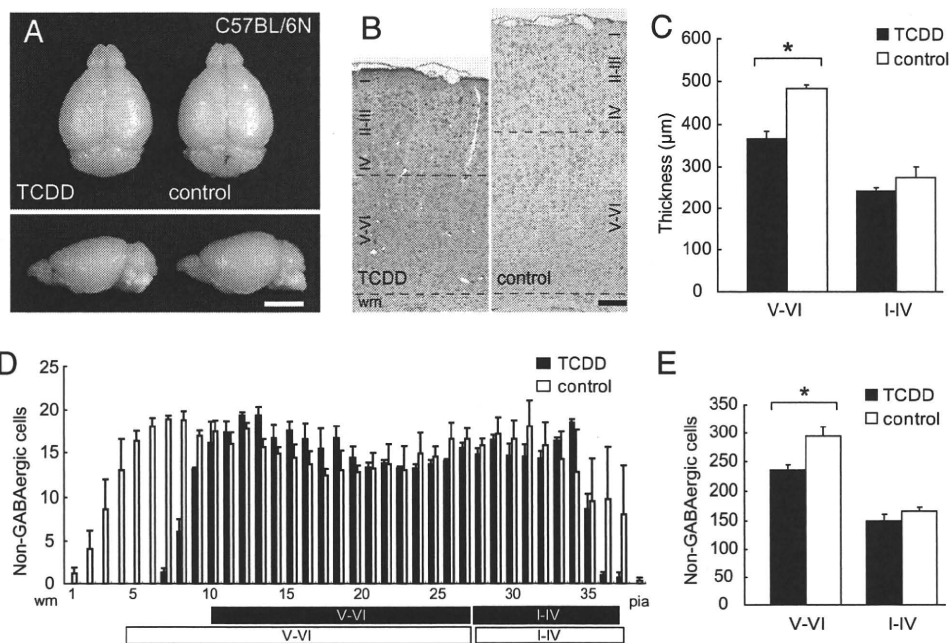 A
C57BL/6N
TCDD
control
B
I
II-III
IV
V-VI
TCDD
wm
I
II-III
IV
V-VI
control
C
TCDD
control
600
500
400
300
200
100
0
Thickness (μm)
*
V-VI
I-IV
D
TCDD
control
25
20
15
10
5
0
Non-GABAergic cells
1
5
10
15
20
25
30
35
wm
pia
V-VI
I-IV
V-VI
I-IV
E
TCDD
control
350
300
250
200
150
100
50
0
Non-GABAergic cells
*
V-VI
I-IV